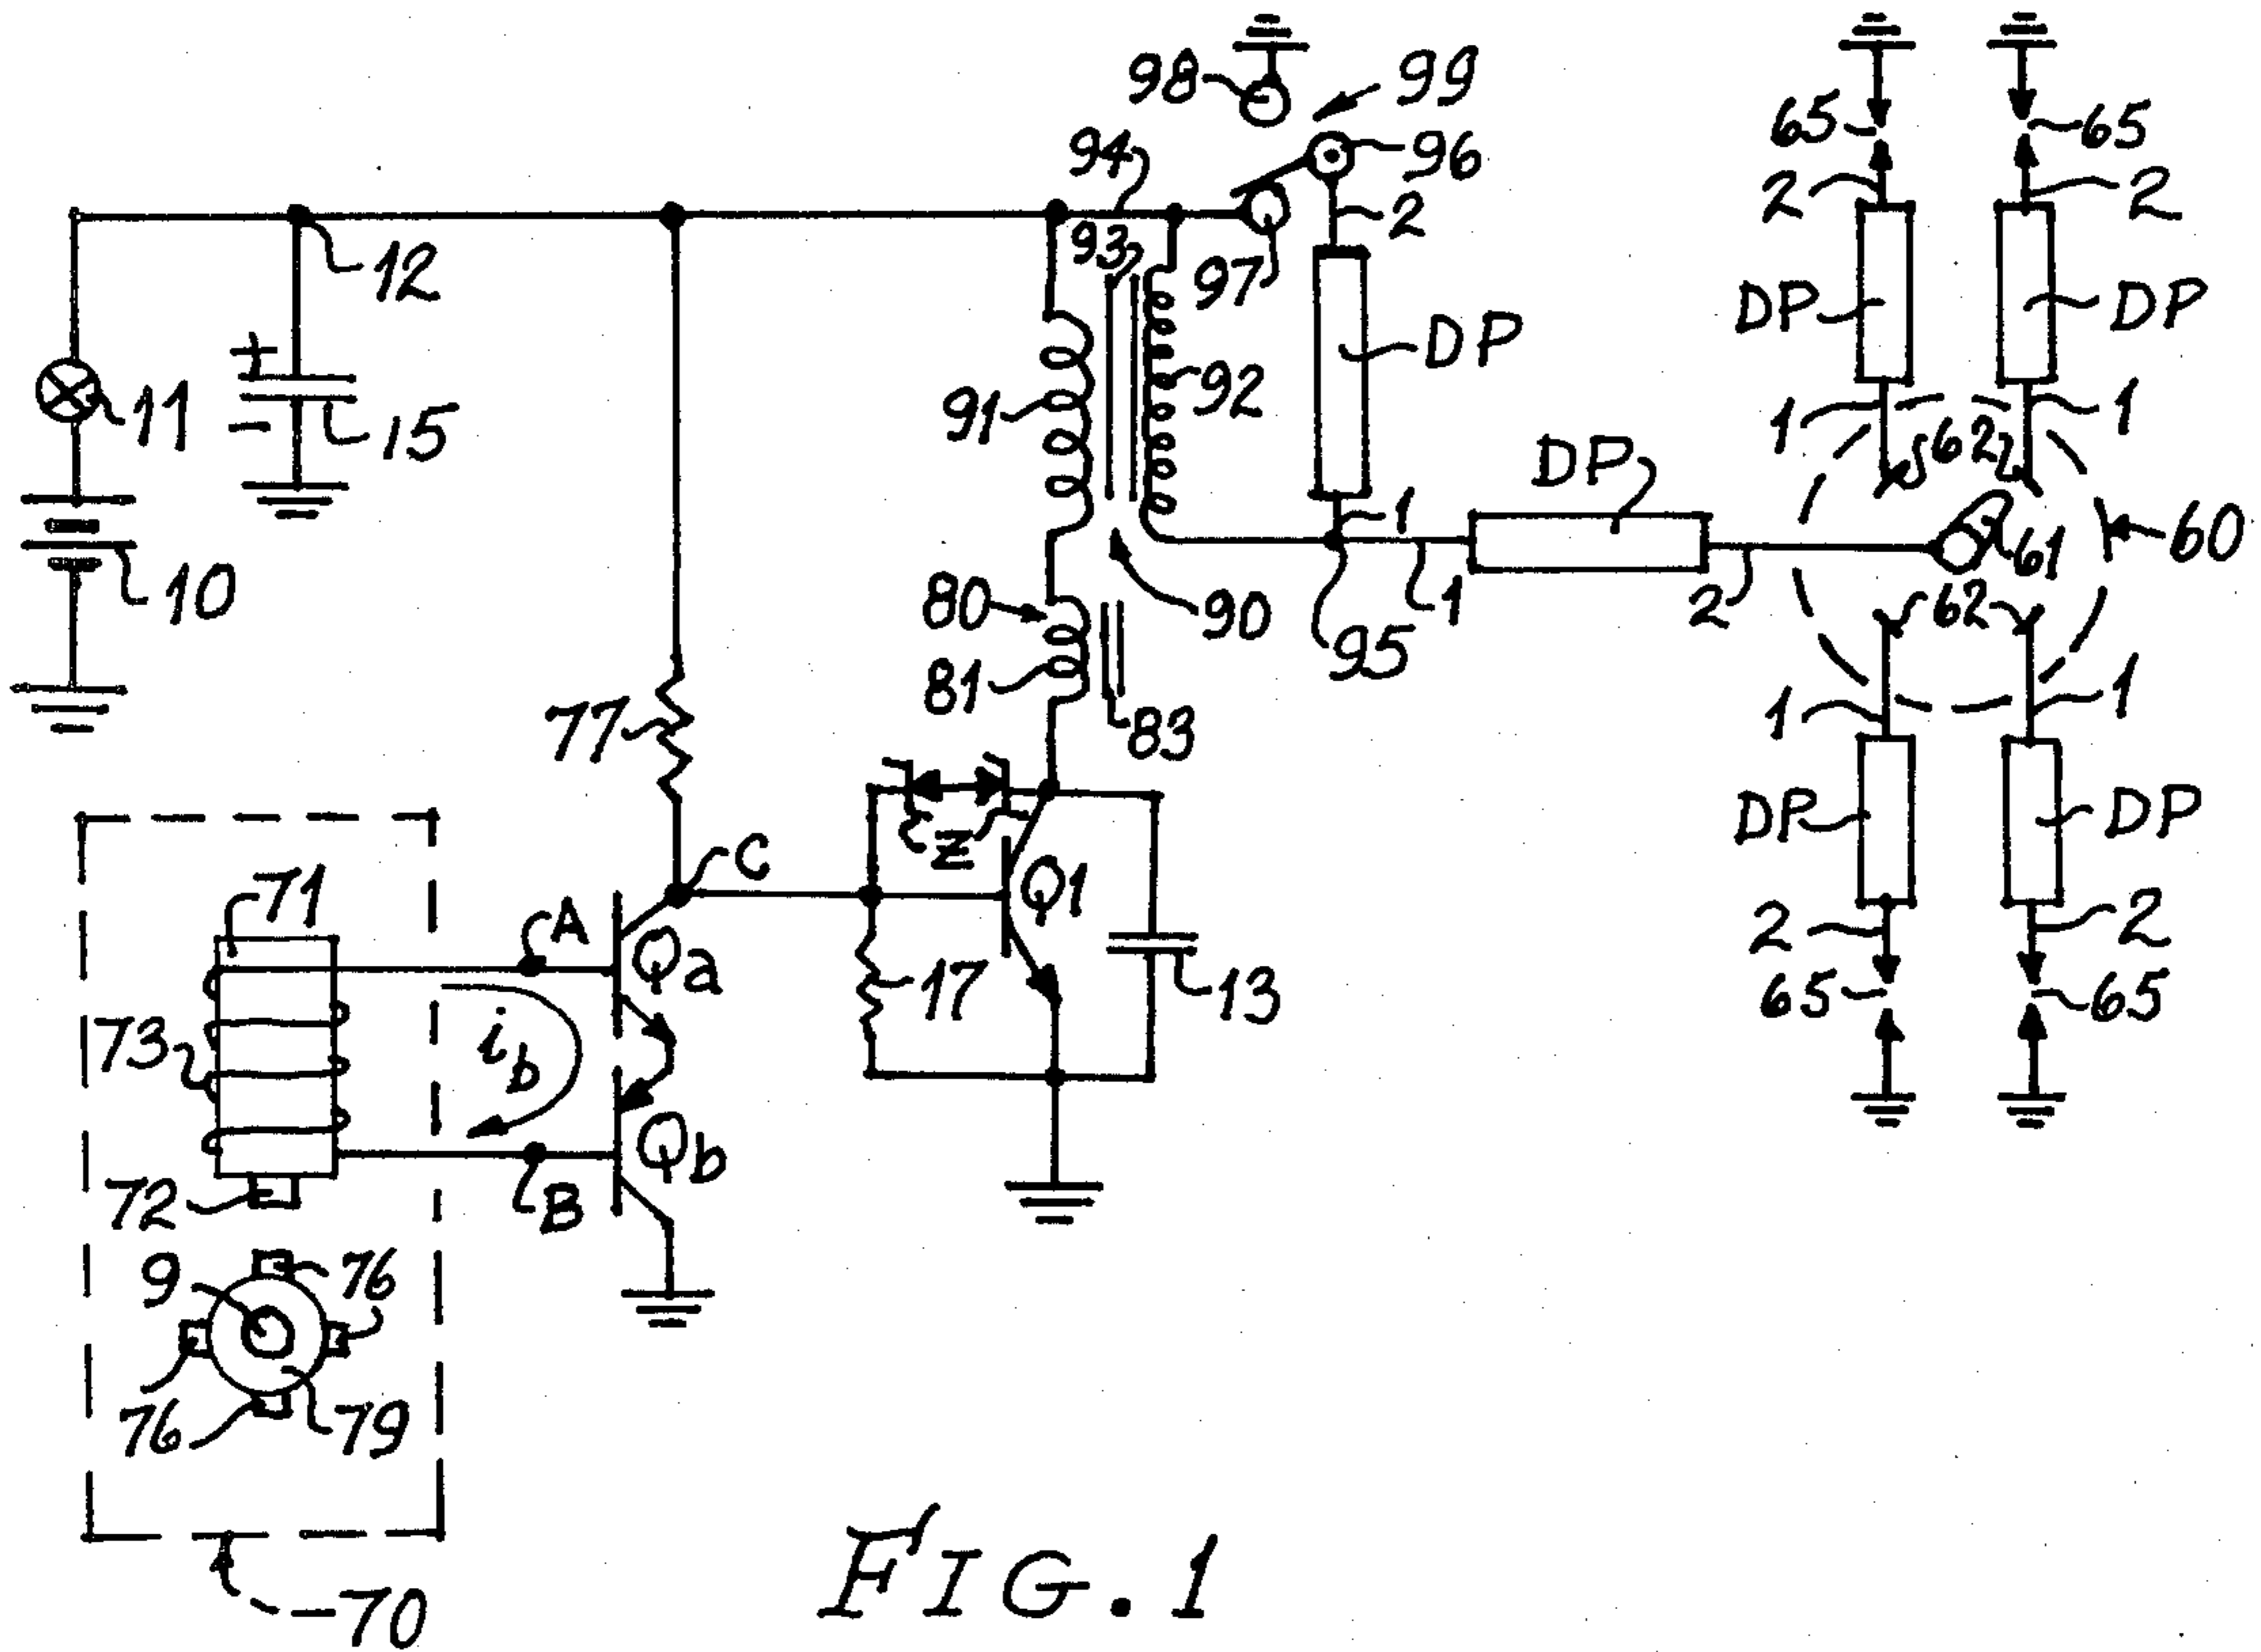 98 99
65 65
94 96
2 2 2
12 93 97
DP DP DP
11 15 91 92
1 1
DP 62
10 1 61 60
80 90 1 2 62
95
81 83
77 1 1
Z DP DP
C
71 Q1
A Qa 2 2
17 13 65 65
73 ib
Qb
72 B
9 76
76 79
70
FIG. 1